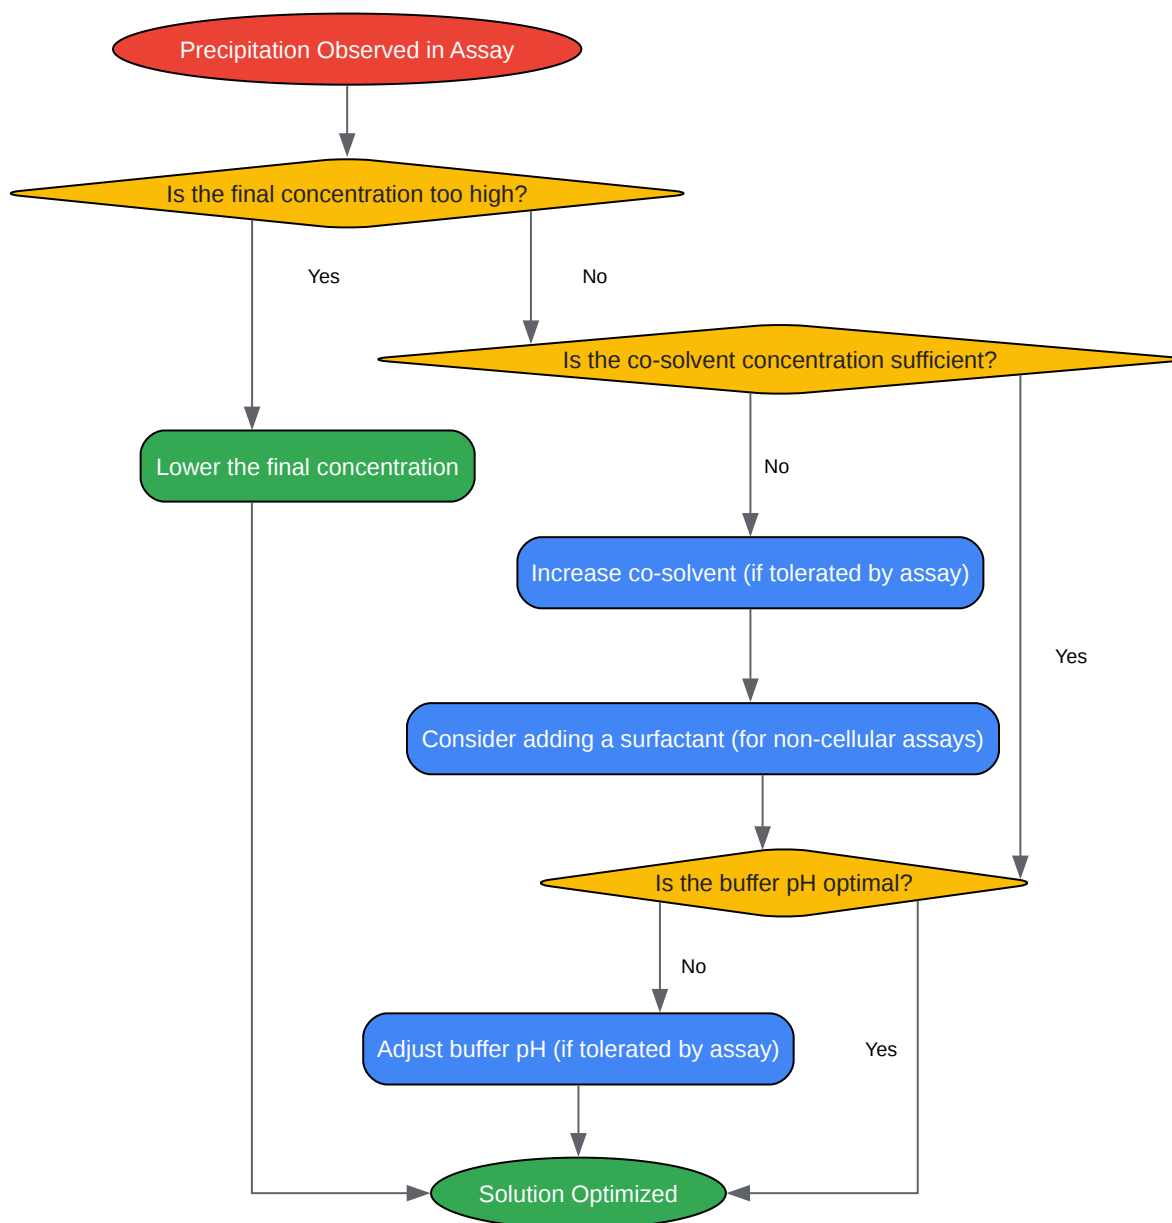 Precipitation Observed in Assay
Is the final concentration too high?
Yes
No
Is the co-solvent concentration sufficient?
Lower the final concentration
No
Increase co-solvent (if tolerated by assay)
Yes
Consider adding a surfactant (for non-cellular assays)
Is the buffer pH optimal?
No
Adjust buffer pH (if tolerated by assay)
Yes
Solution Optimized